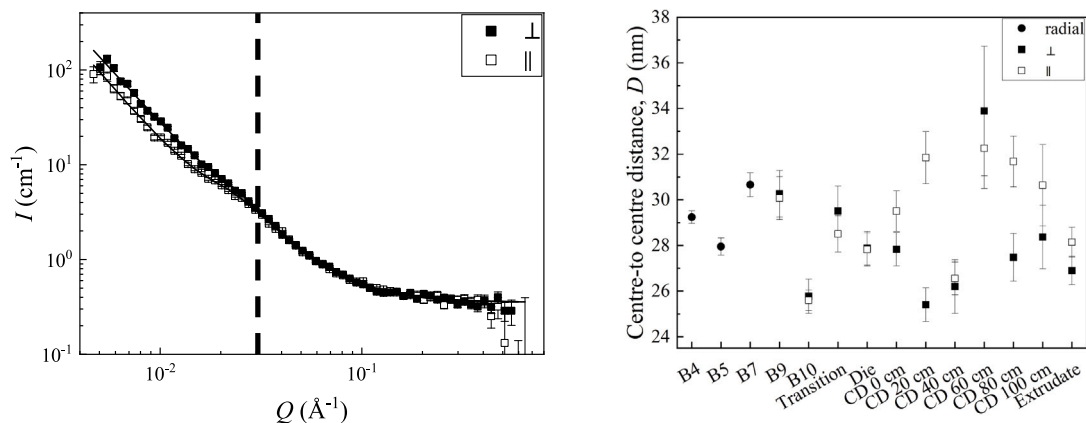 ⊥
||
10²
10¹
10⁰
10⁻¹
10⁻²
10⁻¹
I (cm⁻¹)
Q (Å⁻¹)
radial
⊥
||
38
36
34
32
30
28
26
24
Centre-to centre distance, D (nm)
B4
B5
B7
B9
B10
Transition
Die
CD 0 cm
CD 20 cm
CD 40 cm
CD 60 cm
CD 80 cm
CD 100 cm
Extrudate